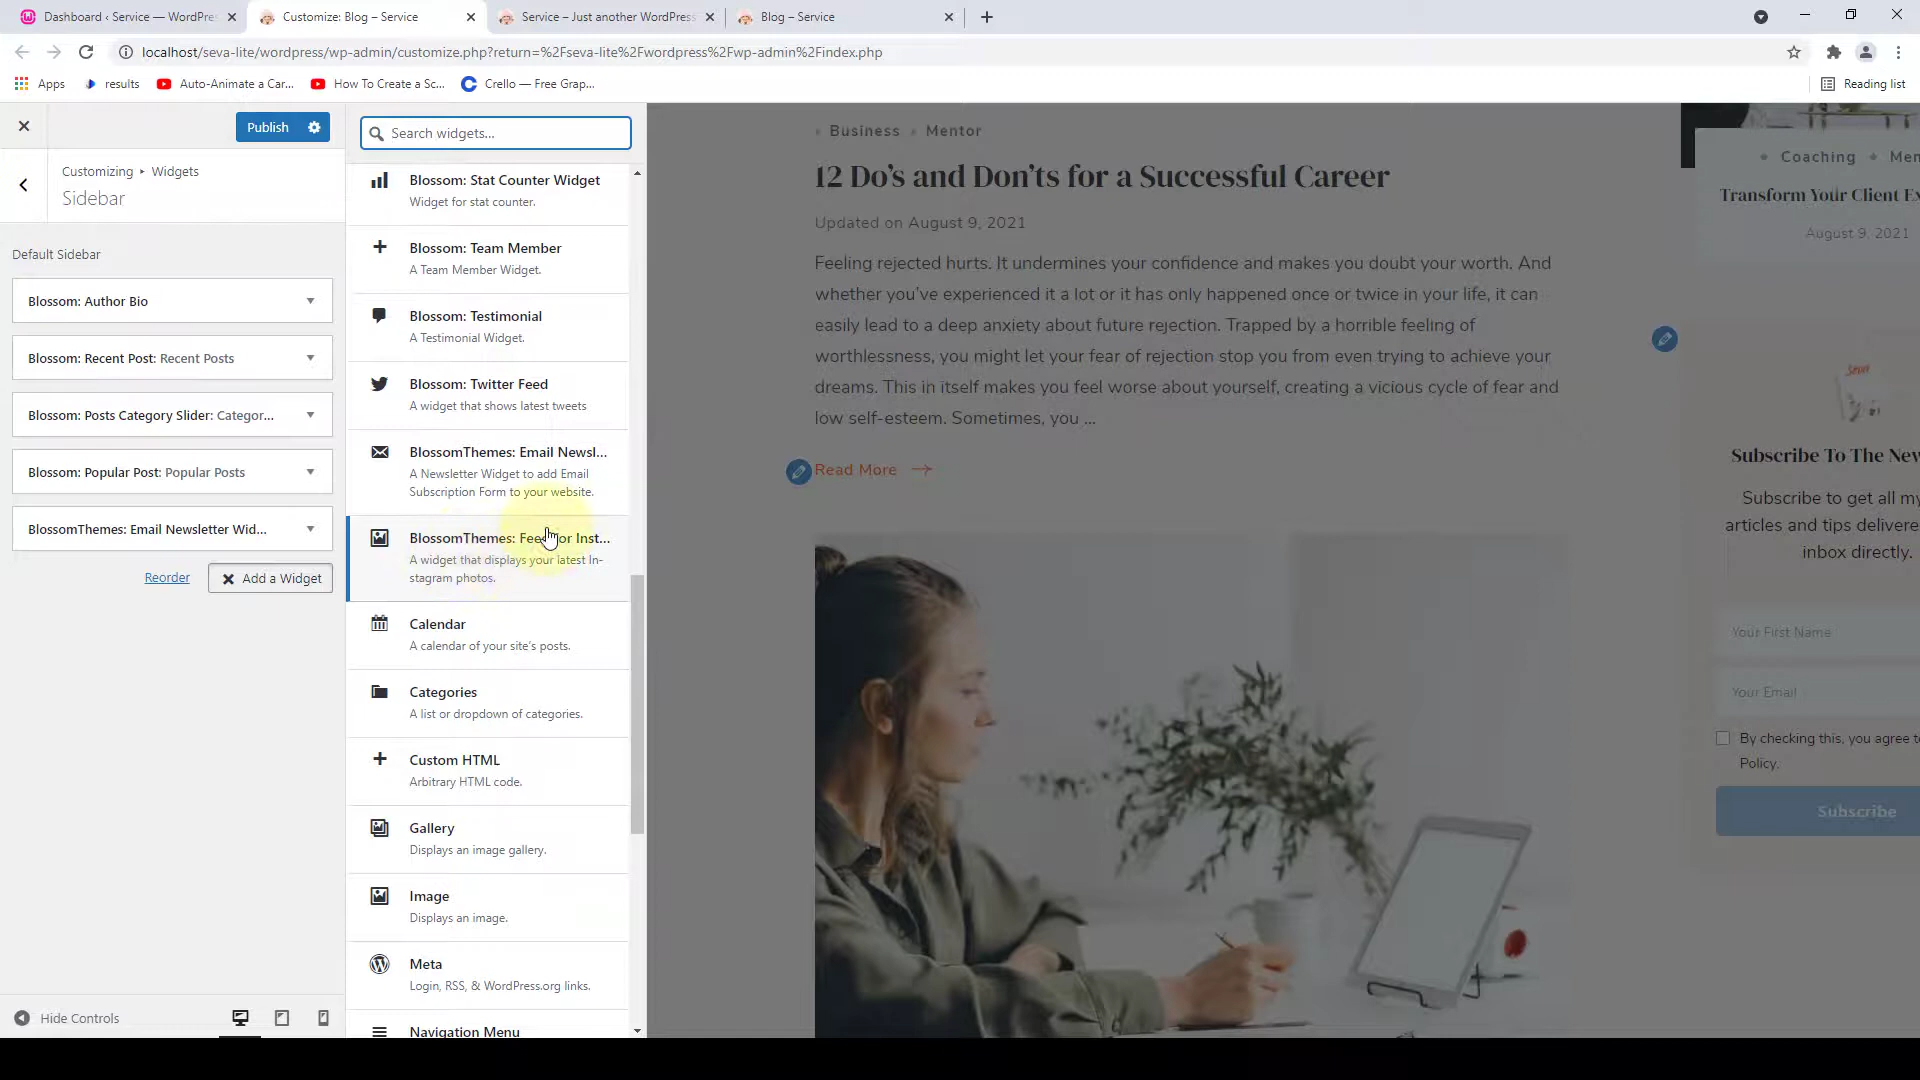 Dashboard ‹ Service — WordPre
Customize: Blog – Service
Service – Just another WordPress
Blog – Service
localhost/seva-lite/wordpress/wp-admin/customize.php?return=%2Fseva-lite%2Fwordpress%2Fwp-admin%2Findex.php
Apps
results
Auto-Animate a Car...
How To Create a Sc...
Crello — Free Grap...
Reading list
Publish
Customizing ▸ Widgets
Sidebar
Default Sidebar
Blossom: Author Bio
Blossom: Recent Post: Recent Posts
Blossom: Posts Category Slider: Categor...
Blossom: Popular Post: Popular Posts
BlossomThemes: Email Newsletter Wid...
Reorder
Add a Widget
Hide Controls
Search widgets...
Blossom: Stat Counter Widget
Widget for stat counter.
Blossom: Team Member
A Team Member Widget.
Blossom: Testimonial
A Testimonial Widget.
Blossom: Twitter Feed
A widget that shows latest tweets
BlossomThemes: Email Newsl...
A Newsletter Widget to add Email
Subscription Form to your website.
BlossomThemes: Feed for Inst...
A widget that displays your latest In-
stagram photos.
Calendar
A calendar of your site's posts.
Categories
A list or dropdown of categories.
Custom HTML
Arbitrary HTML code.
Gallery
Displays an image gallery.
Image
Displays an image.
Meta
Login, RSS, & WordPress.org links.
Navigation Menu
Business
Mentor
12 Do's and Don'ts for a Successful Career
Updated on August 9, 2021
Feeling rejected hurts. It undermines your confidence and makes you doubt your worth. And
whether you've experienced it a lot or it has only happened once or twice in your life, it can
easily lead to a deep anxiety about future rejection. Trapped by a horrible feeling of
worthlessness, you might let your fear of rejection stop you from even trying to achieve your
dreams. This in itself makes you feel worse about yourself, creating a vicious cycle of fear and
low self-esteem. Sometimes, you ...
Read More
Coaching
Men
Transform Your Client Ex
August 9, 2021
Subscribe To The New
Subscribe to get all my
articles and tips delivere
inbox directly.
Your First Name
Your Email
By checking this, you agree to
Policy.
Subscribe